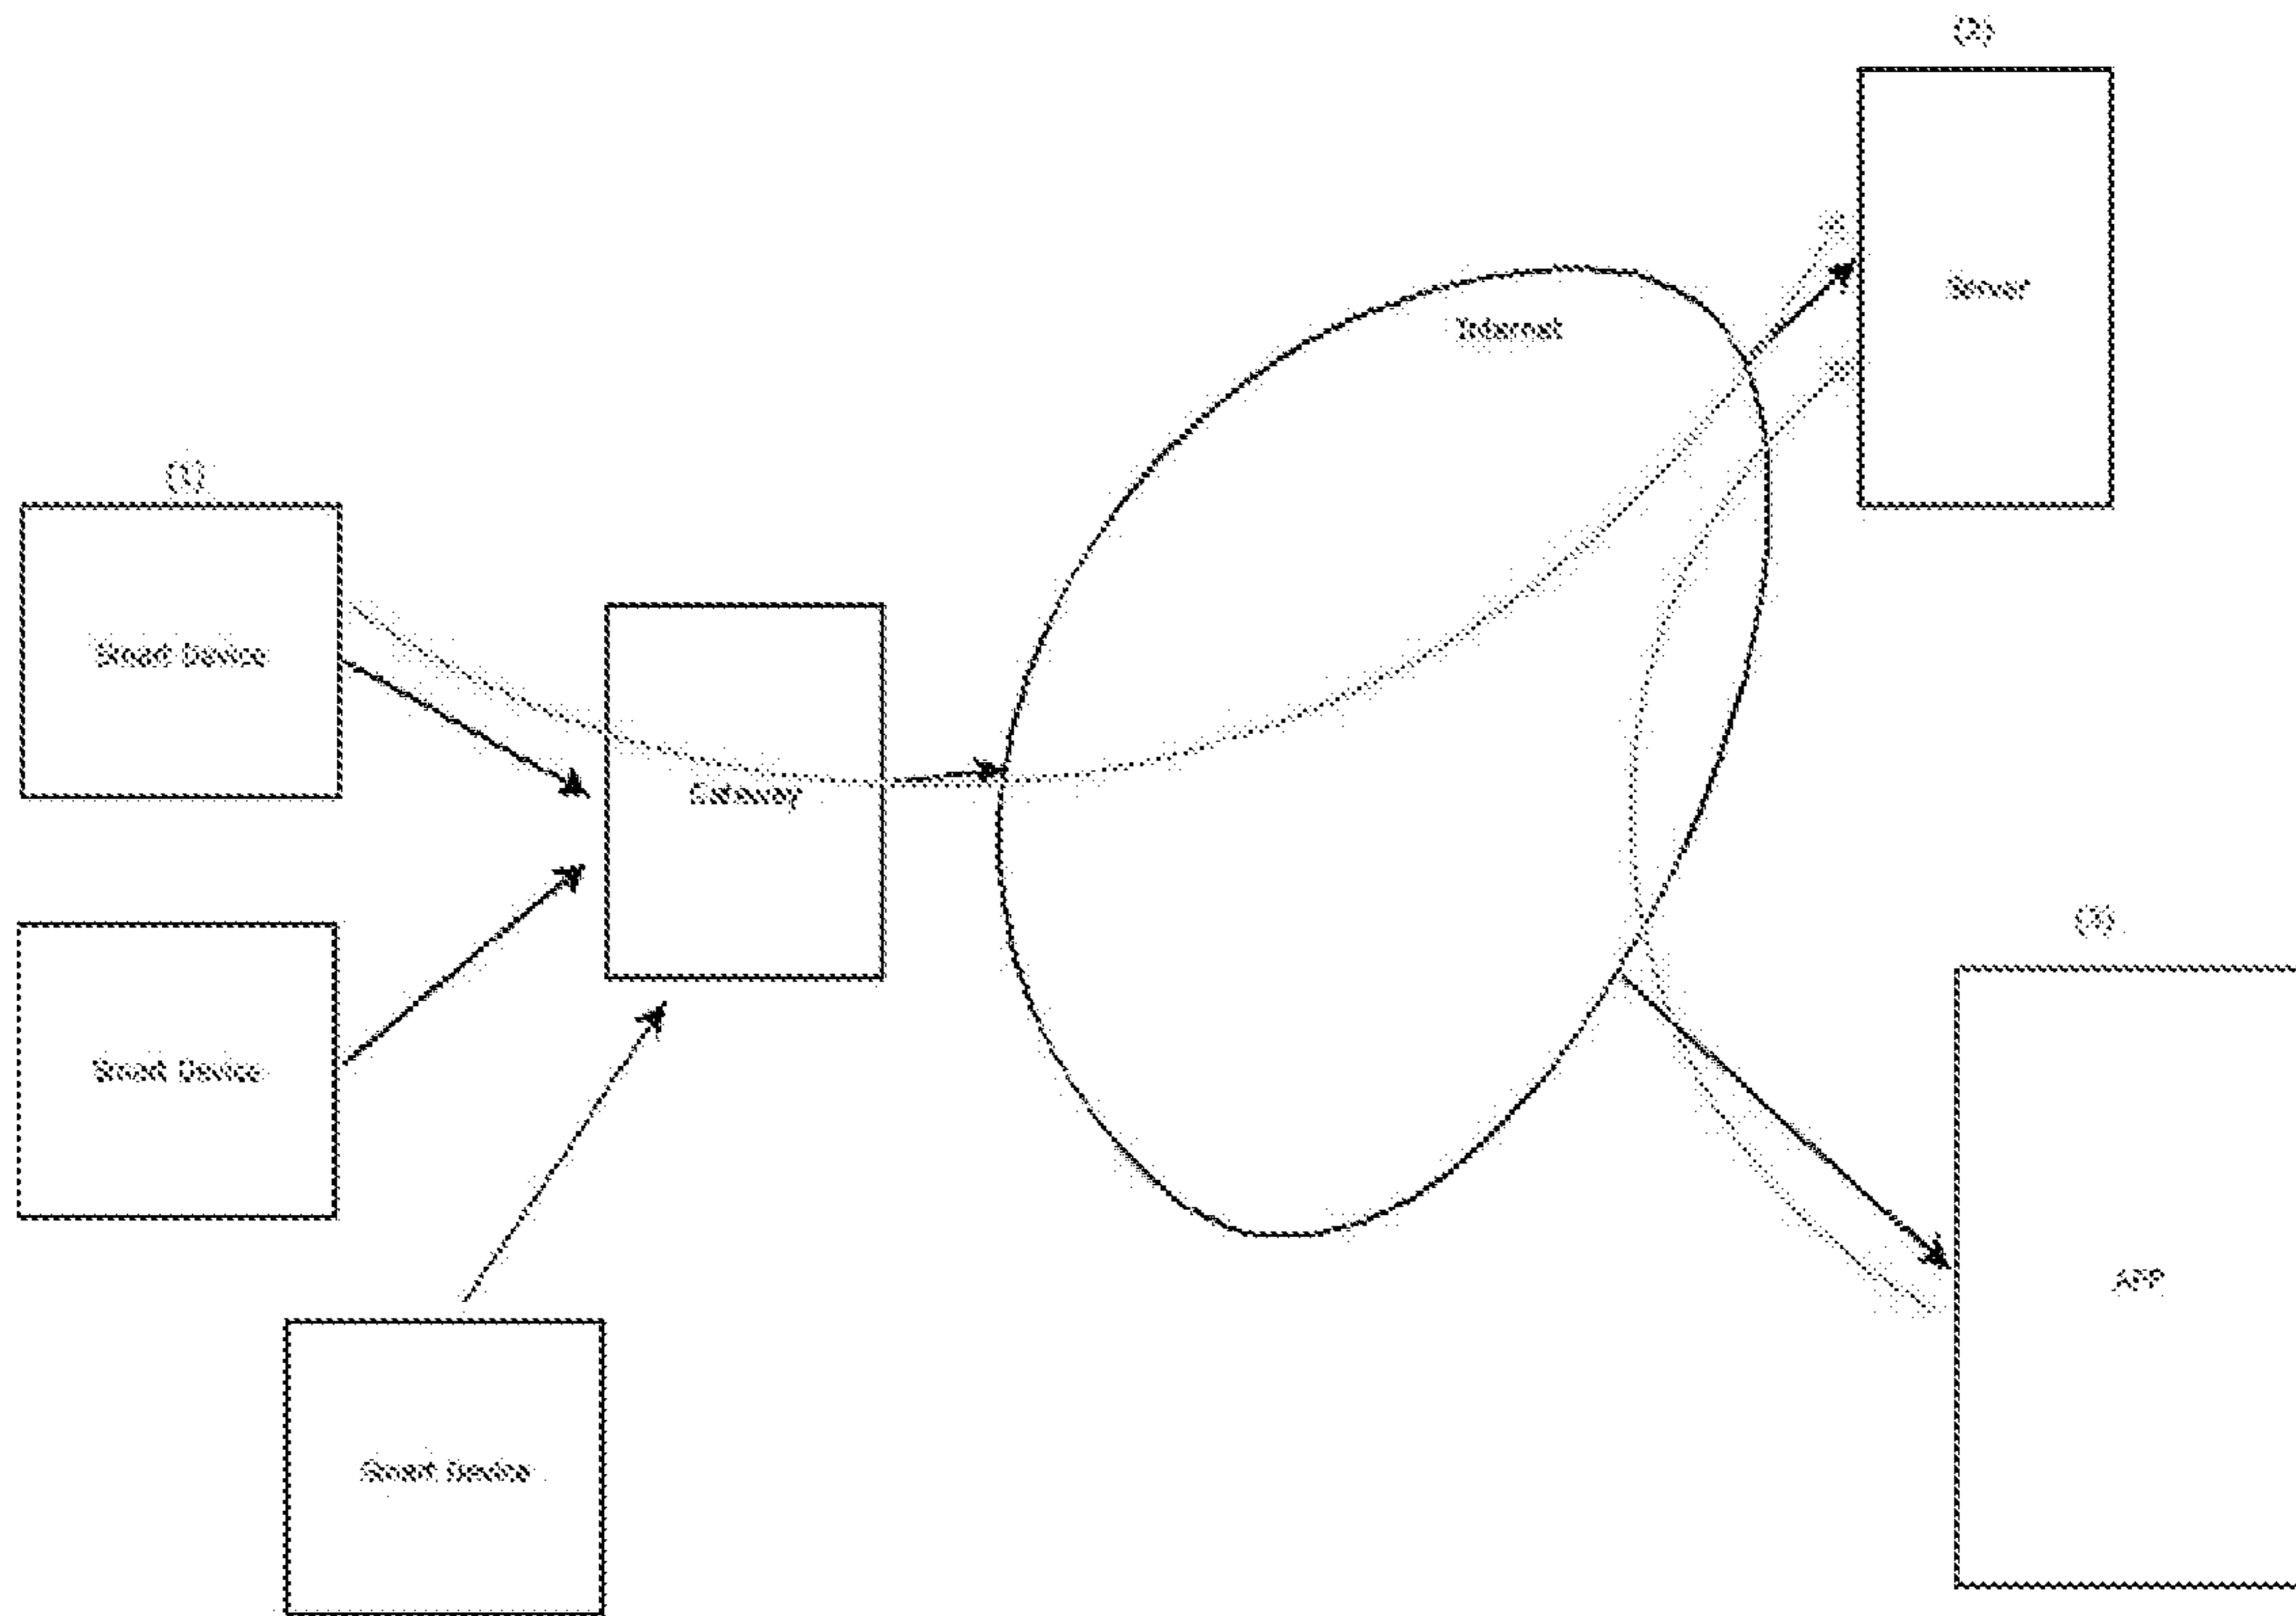 (2)
Server
Internet
(1)
Smart Device
Gateway
(3)
Smart Device
APP
Smart Device